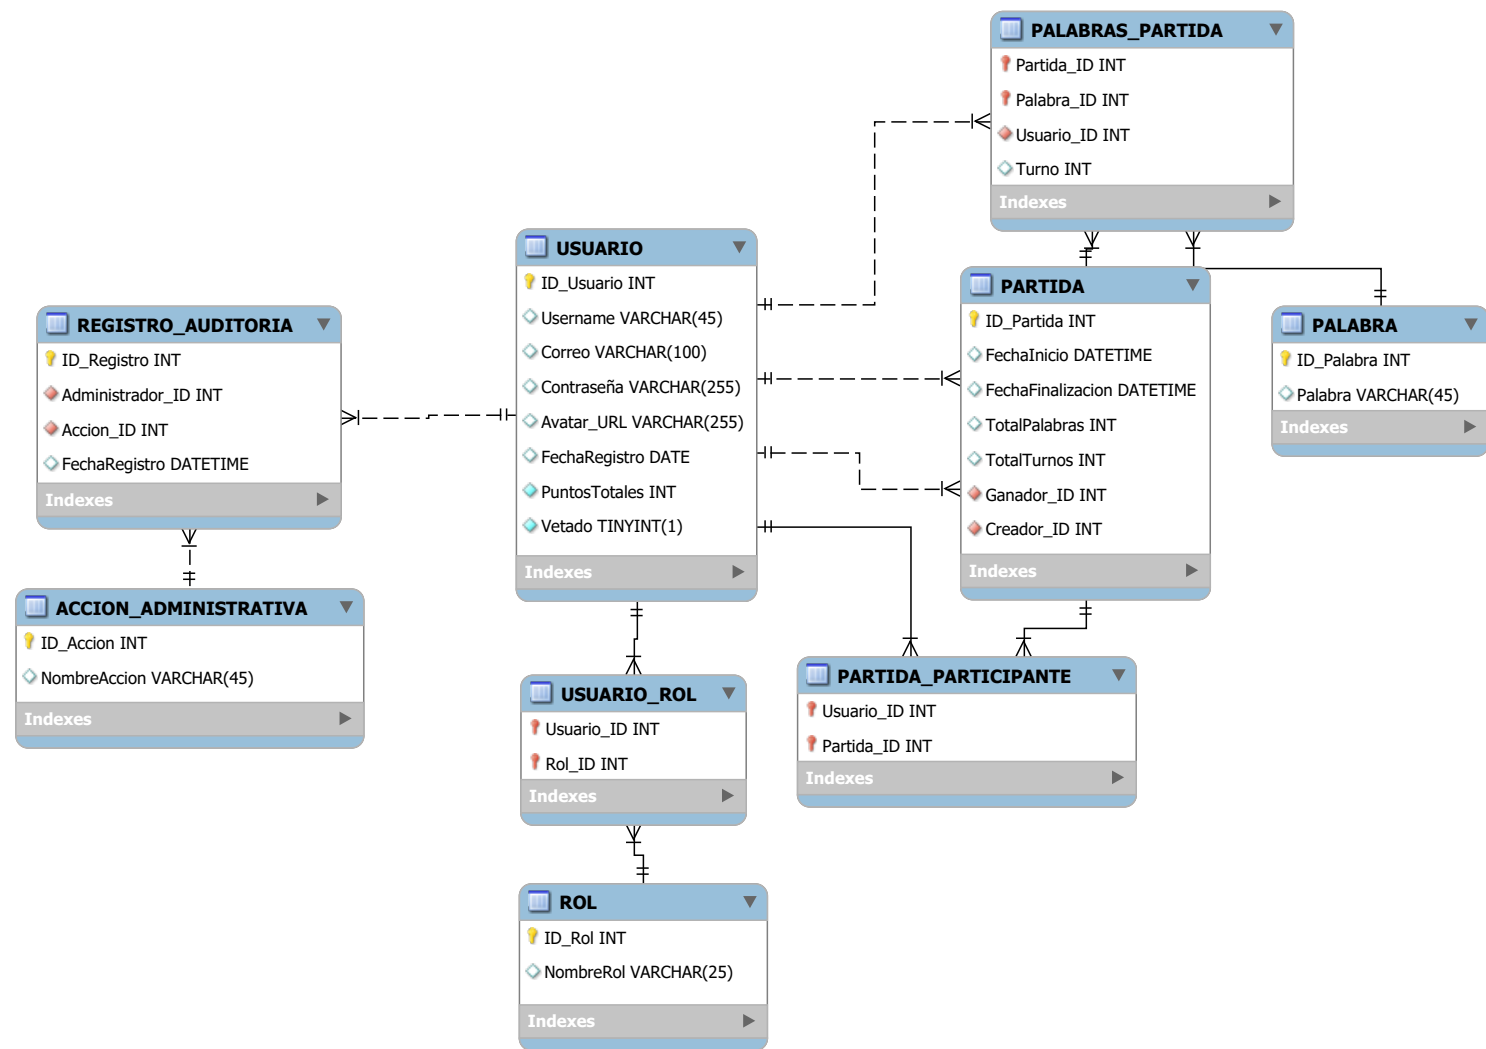 PALABRAS_PARTIDA
Partida_ID INT
Palabra_ID INT
Usuario_ID INT
Turno INT
Indexes
USUARIO
ID_Usuario INT
Username VARCHAR(45)
Correo VARCHAR(100)
Contraseña VARCHAR(255)
Avatar_URL VARCHAR(255)
FechaRegistro DATE
PuntosTotales INT
Vetado TINYINT(1)
Indexes
PARTIDA
ID_Partida INT
FechaInicio DATETIME
FechaFinalizacion DATETIME
TotalPalabras INT
TotalTurnos INT
Ganador_ID INT
Creador_ID INT
Indexes
PALABRA
ID_Palabra INT
Palabra VARCHAR(45)
Indexes
REGISTRO_AUDITORIA
ID_Registro INT
Administrador_ID INT
Accion_ID INT
FechaRegistro DATETIME
Indexes
ACCION_ADMINISTRATIVA
ID_Accion INT
NombreAccion VARCHAR(45)
Indexes
USUARIO_ROL
Usuario_ID INT
Rol_ID INT
Indexes
PARTIDA_PARTICIPANTE
Usuario_ID INT
Partida_ID INT
Indexes
ROL
ID_Rol INT
NombreRol VARCHAR(25)
Indexes